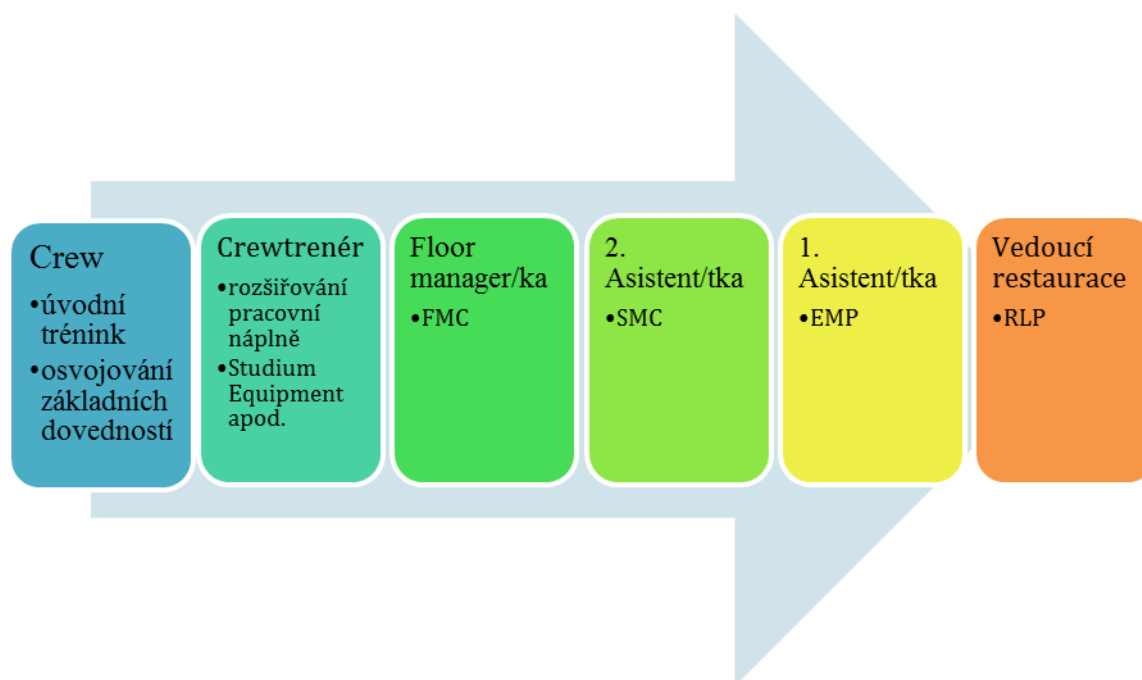 Crew
•úvodní
trénink
•osvojování
základních
dovedností
Crewtrenér
•rozšiřování
pracovní
náplně
•Studium
Equipment
apod.
Floor
manager/ka
•FMC
2.
Asistent/tka
•SMC
1.
Asistent/tka
•EMP
Vedoucí
restaurace
•RLP